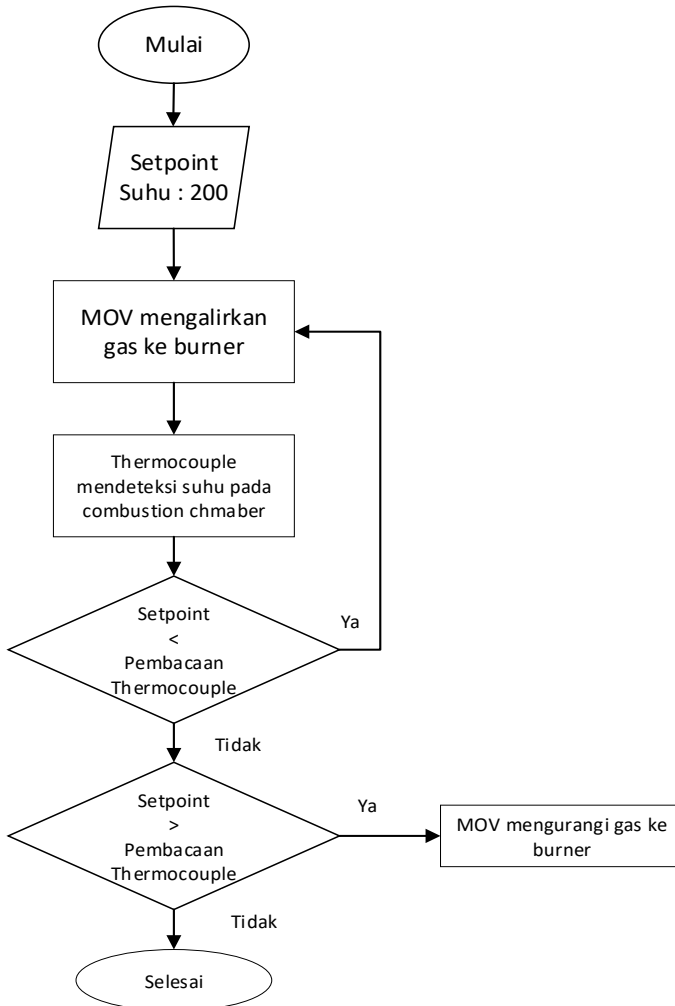 Mulai
Setpoint
Suhu : 200
MOV mengalirkan
gas ke burner
Thermocouple
mendeteksi suhu pada
combustion chmaber
Setpoint
<
Pembacaan
Thermocouple
Ya
Tidak
Setpoint
>
Pembacaan
Thermocouple
Ya
MOV mengurangi gas ke
burner
Tidak
Selesai